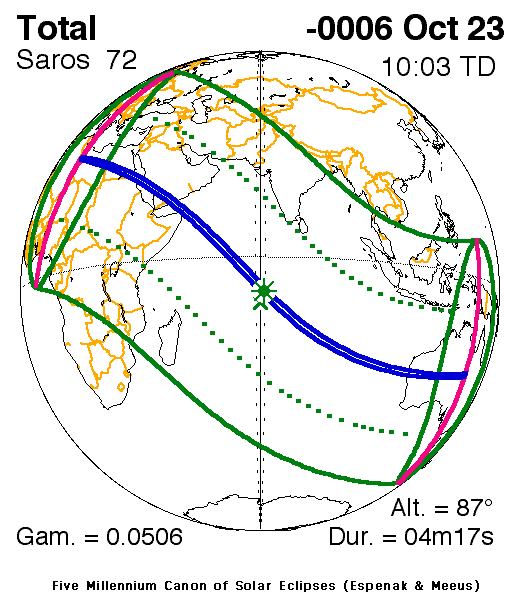 Total -0006 Oct 23
Saros 72 10:03 TD
Alt. = 87°
Gam. = 0.0506 Dur. = 04m17s
Five Millennium Canon of Solar Eclipses (Espenak & Meeus)